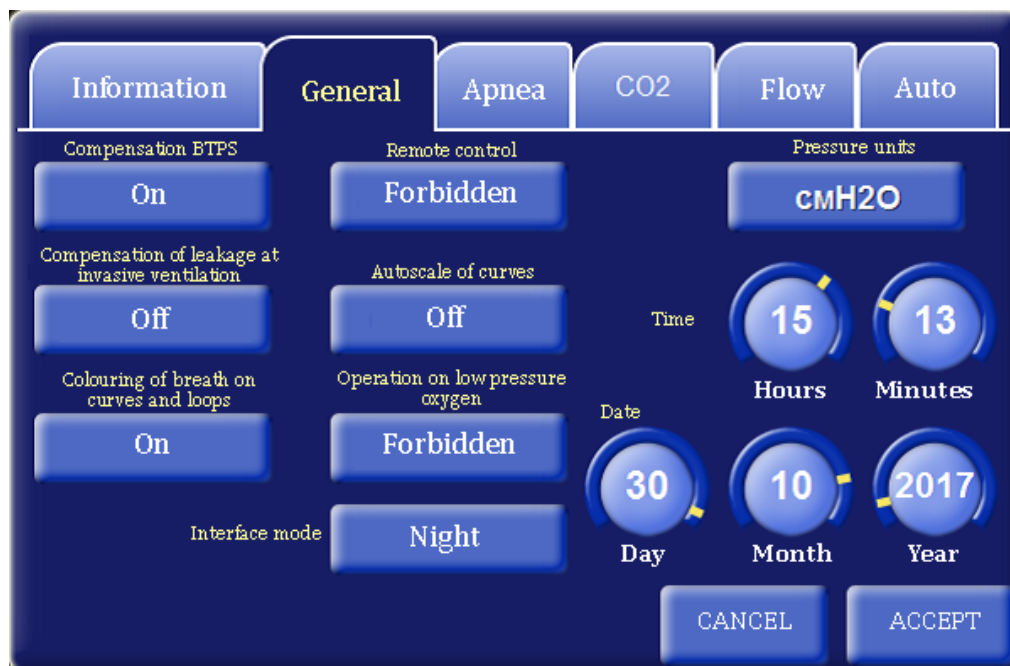 Information
General
Apnea
CO2
Flow
Auto
Compensation BTPS
On
Remote control
Forbidden
Pressure units
смH2O
Compensation of leakage at
invasive ventilation
Off
Autoscale of curves
Off
Time
15
Hours
13
Minutes
Colouring of breath on
curves and loops
On
Operation on low pressure
oxygen
Forbidden
Date
30
Day
10
Month
2017
Year
Interface mode
Night
CANCEL
ACCEPT